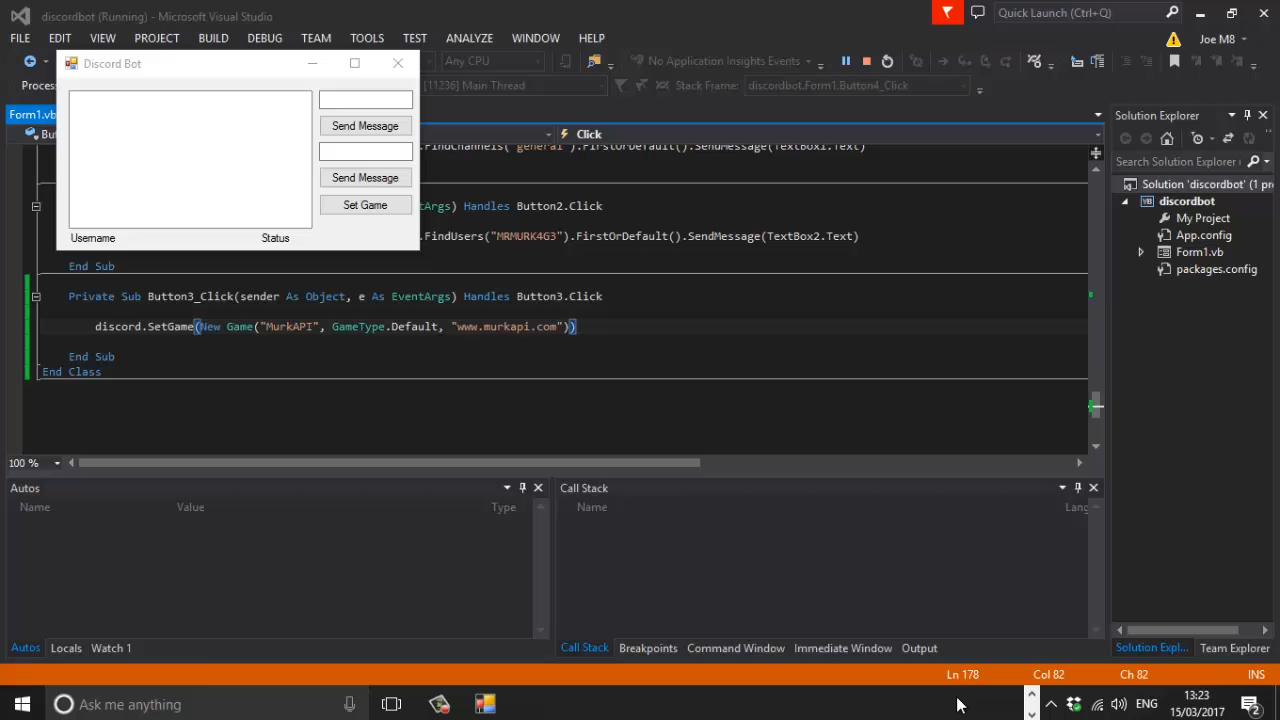 discordbot (Running) - Microsoft Visual Studio
Quick Launch (Ctrl+Q)
FILE EDIT VIEW PROJECT BUILD DEBUG TEAM TOOLS TEST ANALYZE WINDOW HELP
Joe M8
Discord Bot
Any CPU
No Application Insights Events
Proces
[11236] Main Thread
Stack Frame: discordbot.Form1.Button4_Click
Form1.vb
Solution Explorer
But
Click
.FindChannels("general").FirstOrDefault().SendMessage(TextBox1.Text)
Search Solution Explorer
Send Message
Send Message
Set Game
Username Status
Solution 'discordbot' (1 pro
discordbot
My Project
App.config
Form1.vb
packages.config
EventArgs) Handles Button2.Click
.FindUsers("MRMURK4G3").FirstOrDefault().SendMessage(TextBox2.Text)
End Sub
Private Sub Button3_Click(sender As Object, e As EventArgs) Handles Button3.Click
discord.SetGame(New Game("MurkAPI", GameType.Default, "www.murkapi.com"))
End Sub
End Class
100 %
Autos
Name Value Type
Call Stack
Name Lang
Autos Locals Watch 1
Call Stack Breakpoints Command Window Immediate Window Output
Solution Expl... Team Explorer
Ln 178 Col 82 Ch 82 INS
Ask me anything
ENG
13:23
15/03/2017
2